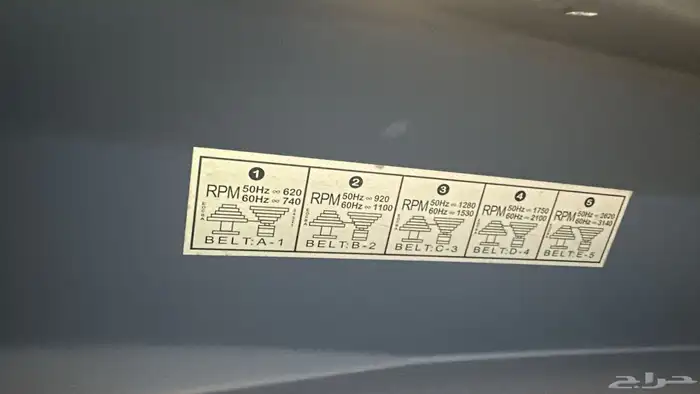 1
RPM 50Hz ≈ 620
60Hz ≈ 740
BELT:A-1
2
RPM 50Hz ≈ 920
60Hz ≈ 1100
BELT:B-2
3
RPM 50Hz ≈ 1280
60Hz ≈ 1530
BELT:C-3
4
RPM 50Hz ≈ 1750
60Hz ≈ 2100
BELT:D-4
5
RPM 50Hz ≈ 2620
60Hz ≈ 3140
BELT:E-5
حراج